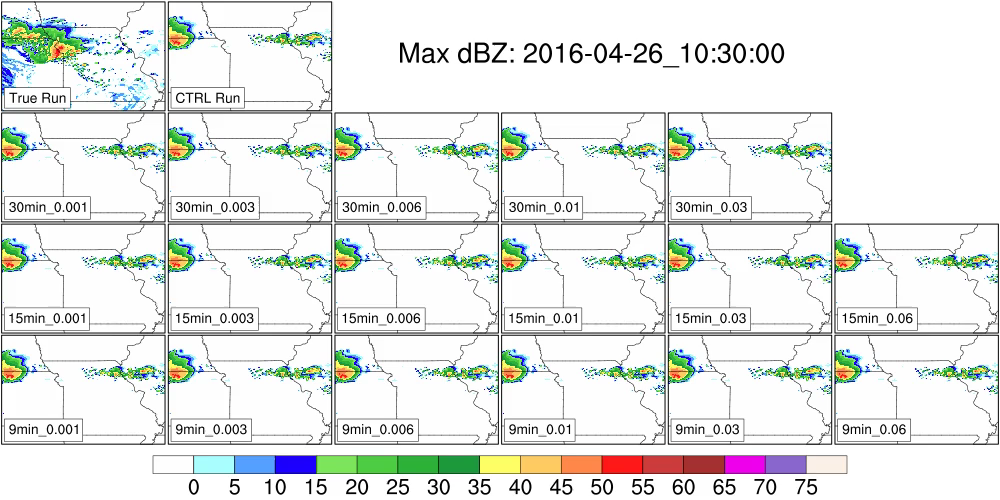 Max dBZ: 2016-04-26_10:30:00
True Run
CTRL Run
30min_0.001
30min_0.003
30min_0.006
30min_0.01
30min_0.03
15min_0.001
15min_0.003
15min_0.006
15min_0.01
15min_0.03
15min_0.06
9min_0.001
9min_0.003
9min_0.006
9min_0.01
9min_0.03
9min_0.06
0 5 10 15 20 25 30 35 40 45 50 55 60 65 70 75